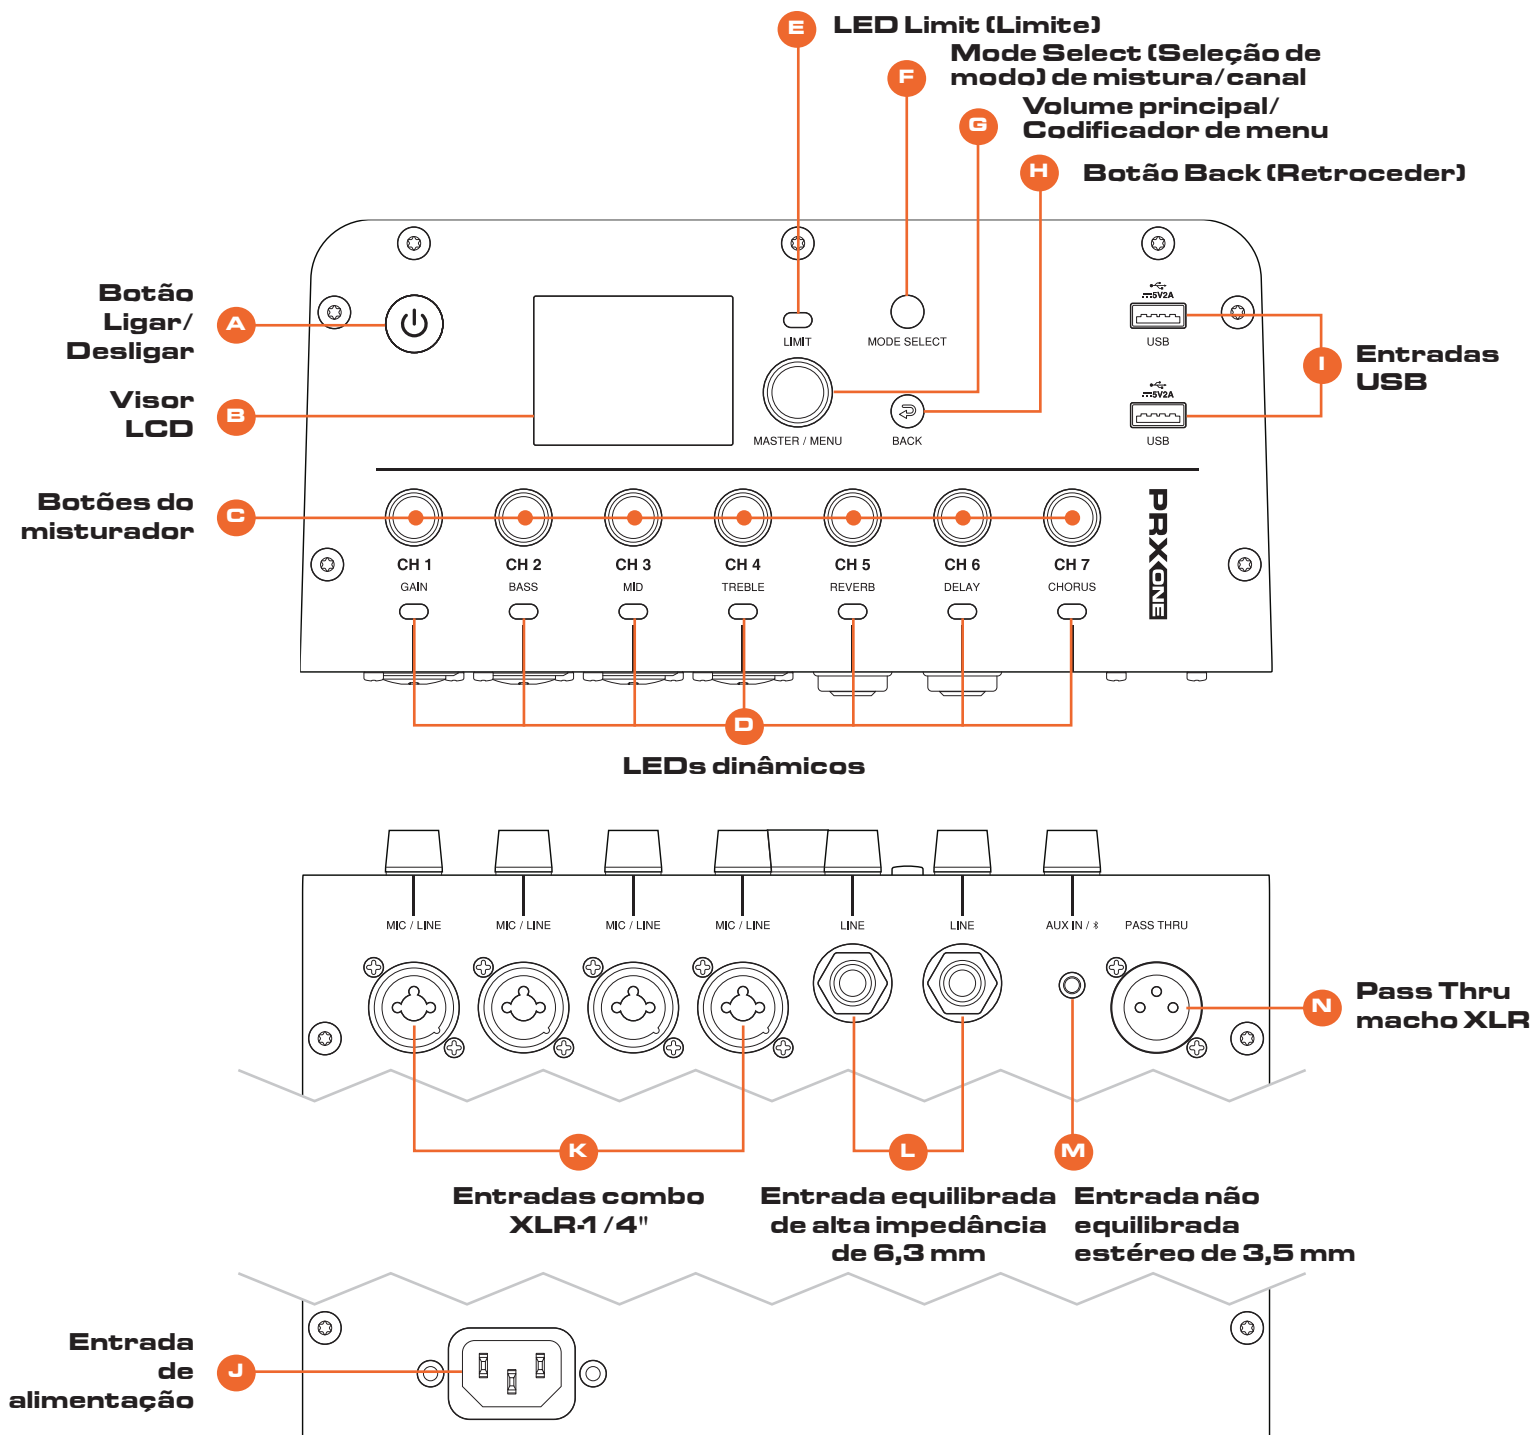 E LED Limit (Limite)
F Mode Select (Seleção de
modo) de mistura/canal
G Volume principal/
Codificador de menu
H Botão Back (Retroceder)
A Botão
Ligar/
Desligar
B Visor
LCD
C Botões do
misturador
I Entradas
USB
5V2A
USB
5V2A
USB
LIMIT
MODE SELECT
MASTER / MENU
BACK
CH 1
CH 2
CH 3
CH 4
CH 5
CH 6
CH 7
GAIN
BASS
MID
TREBLE
REVERB
DELAY
CHORUS
PRX ONE
D
LEDs dinâmicos
MIC / LINE
MIC / LINE
MIC / LINE
MIC / LINE
LINE
LINE
AUX IN /
PASS THRU
N Pass Thru
macho XLR
K
Entradas combo
XLR-1/4"
L
Entrada equilibrada
de alta impedância
de 6,3 mm
M
Entrada não
equilibrada
estéreo de 3,5 mm
J Entrada
de
alimentação